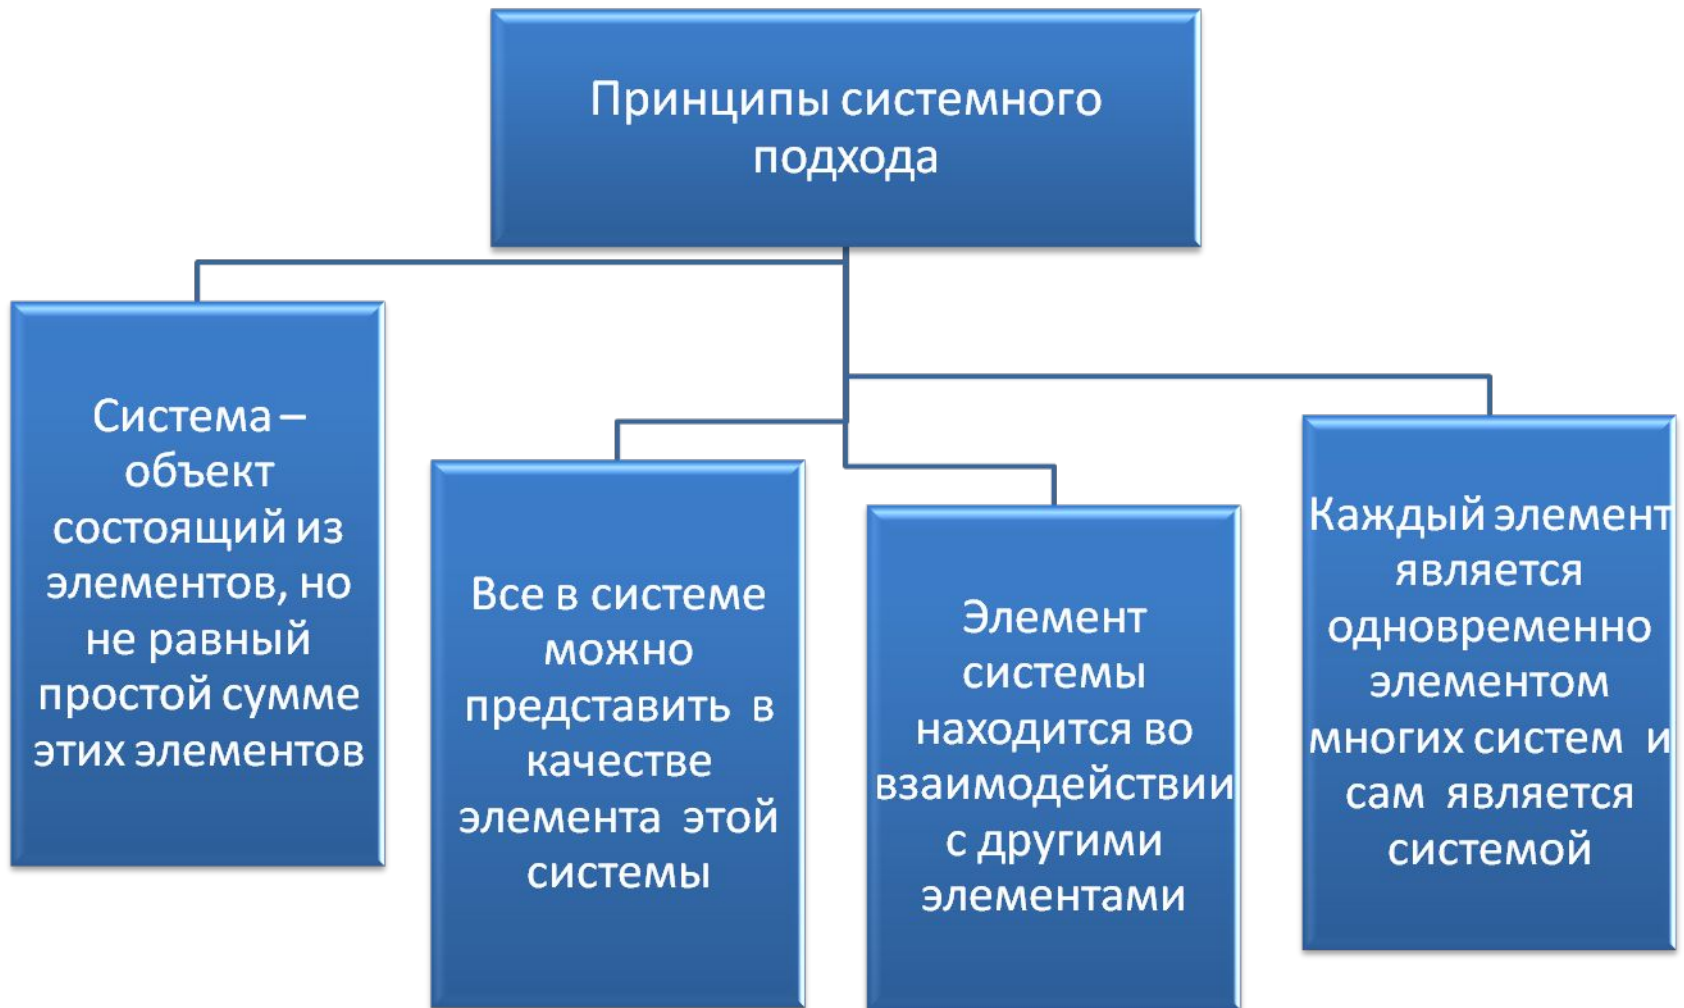 Принципы системного
подхода
Система –
объект
состоящий из
элементов, но
не равный
простой сумме
этих элементов
Все в системе
можно
представить в
качестве
элемента этой
системы
Элемент
системы
находится во
взаимодействии
с другими
элементами
Каждый элемент
является
одновременно
элементом
многих систем и
сам является
системой